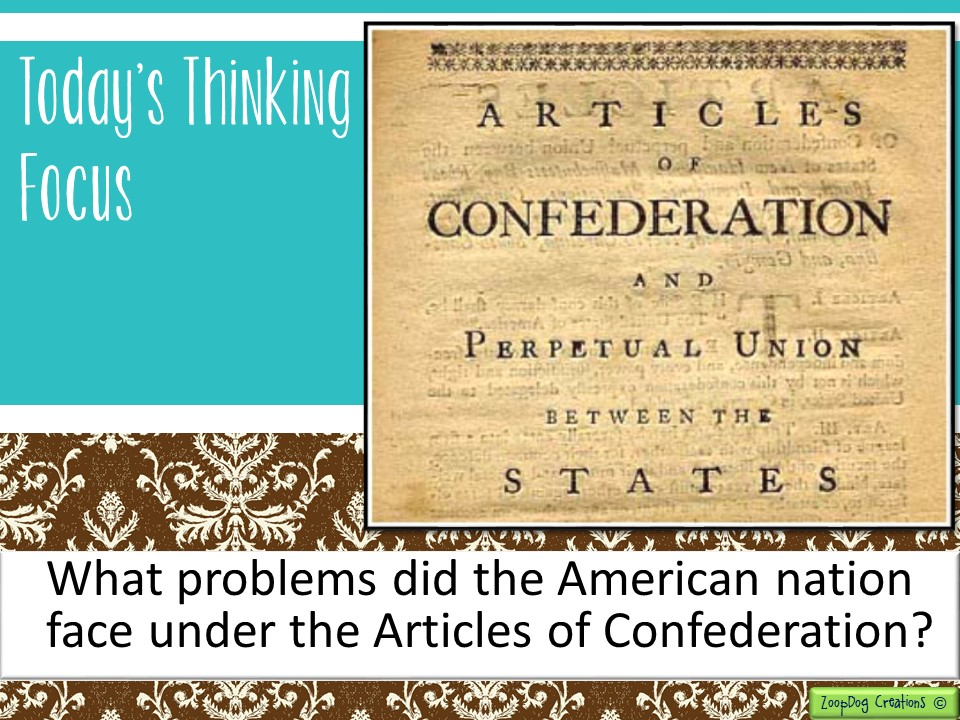 Today's Thinking
Focus
ARTICLES
OF
CONFEDERATION
AND
PERPETUAL UNION
BETWEEN THE
STATES
What problems did the American nation
face under the Articles of Confederation?
ZoopDog Creations ©